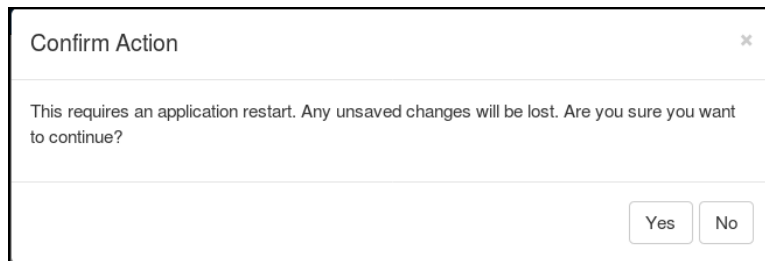 Confirm Action
×
This requires an application restart. Any unsaved changes will be lost. Are you sure you want
to continue?
Yes No